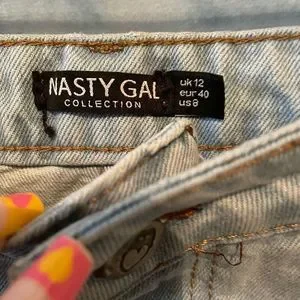 NASTY GAL
COLLECTION
uk 12
eur 40
us 8